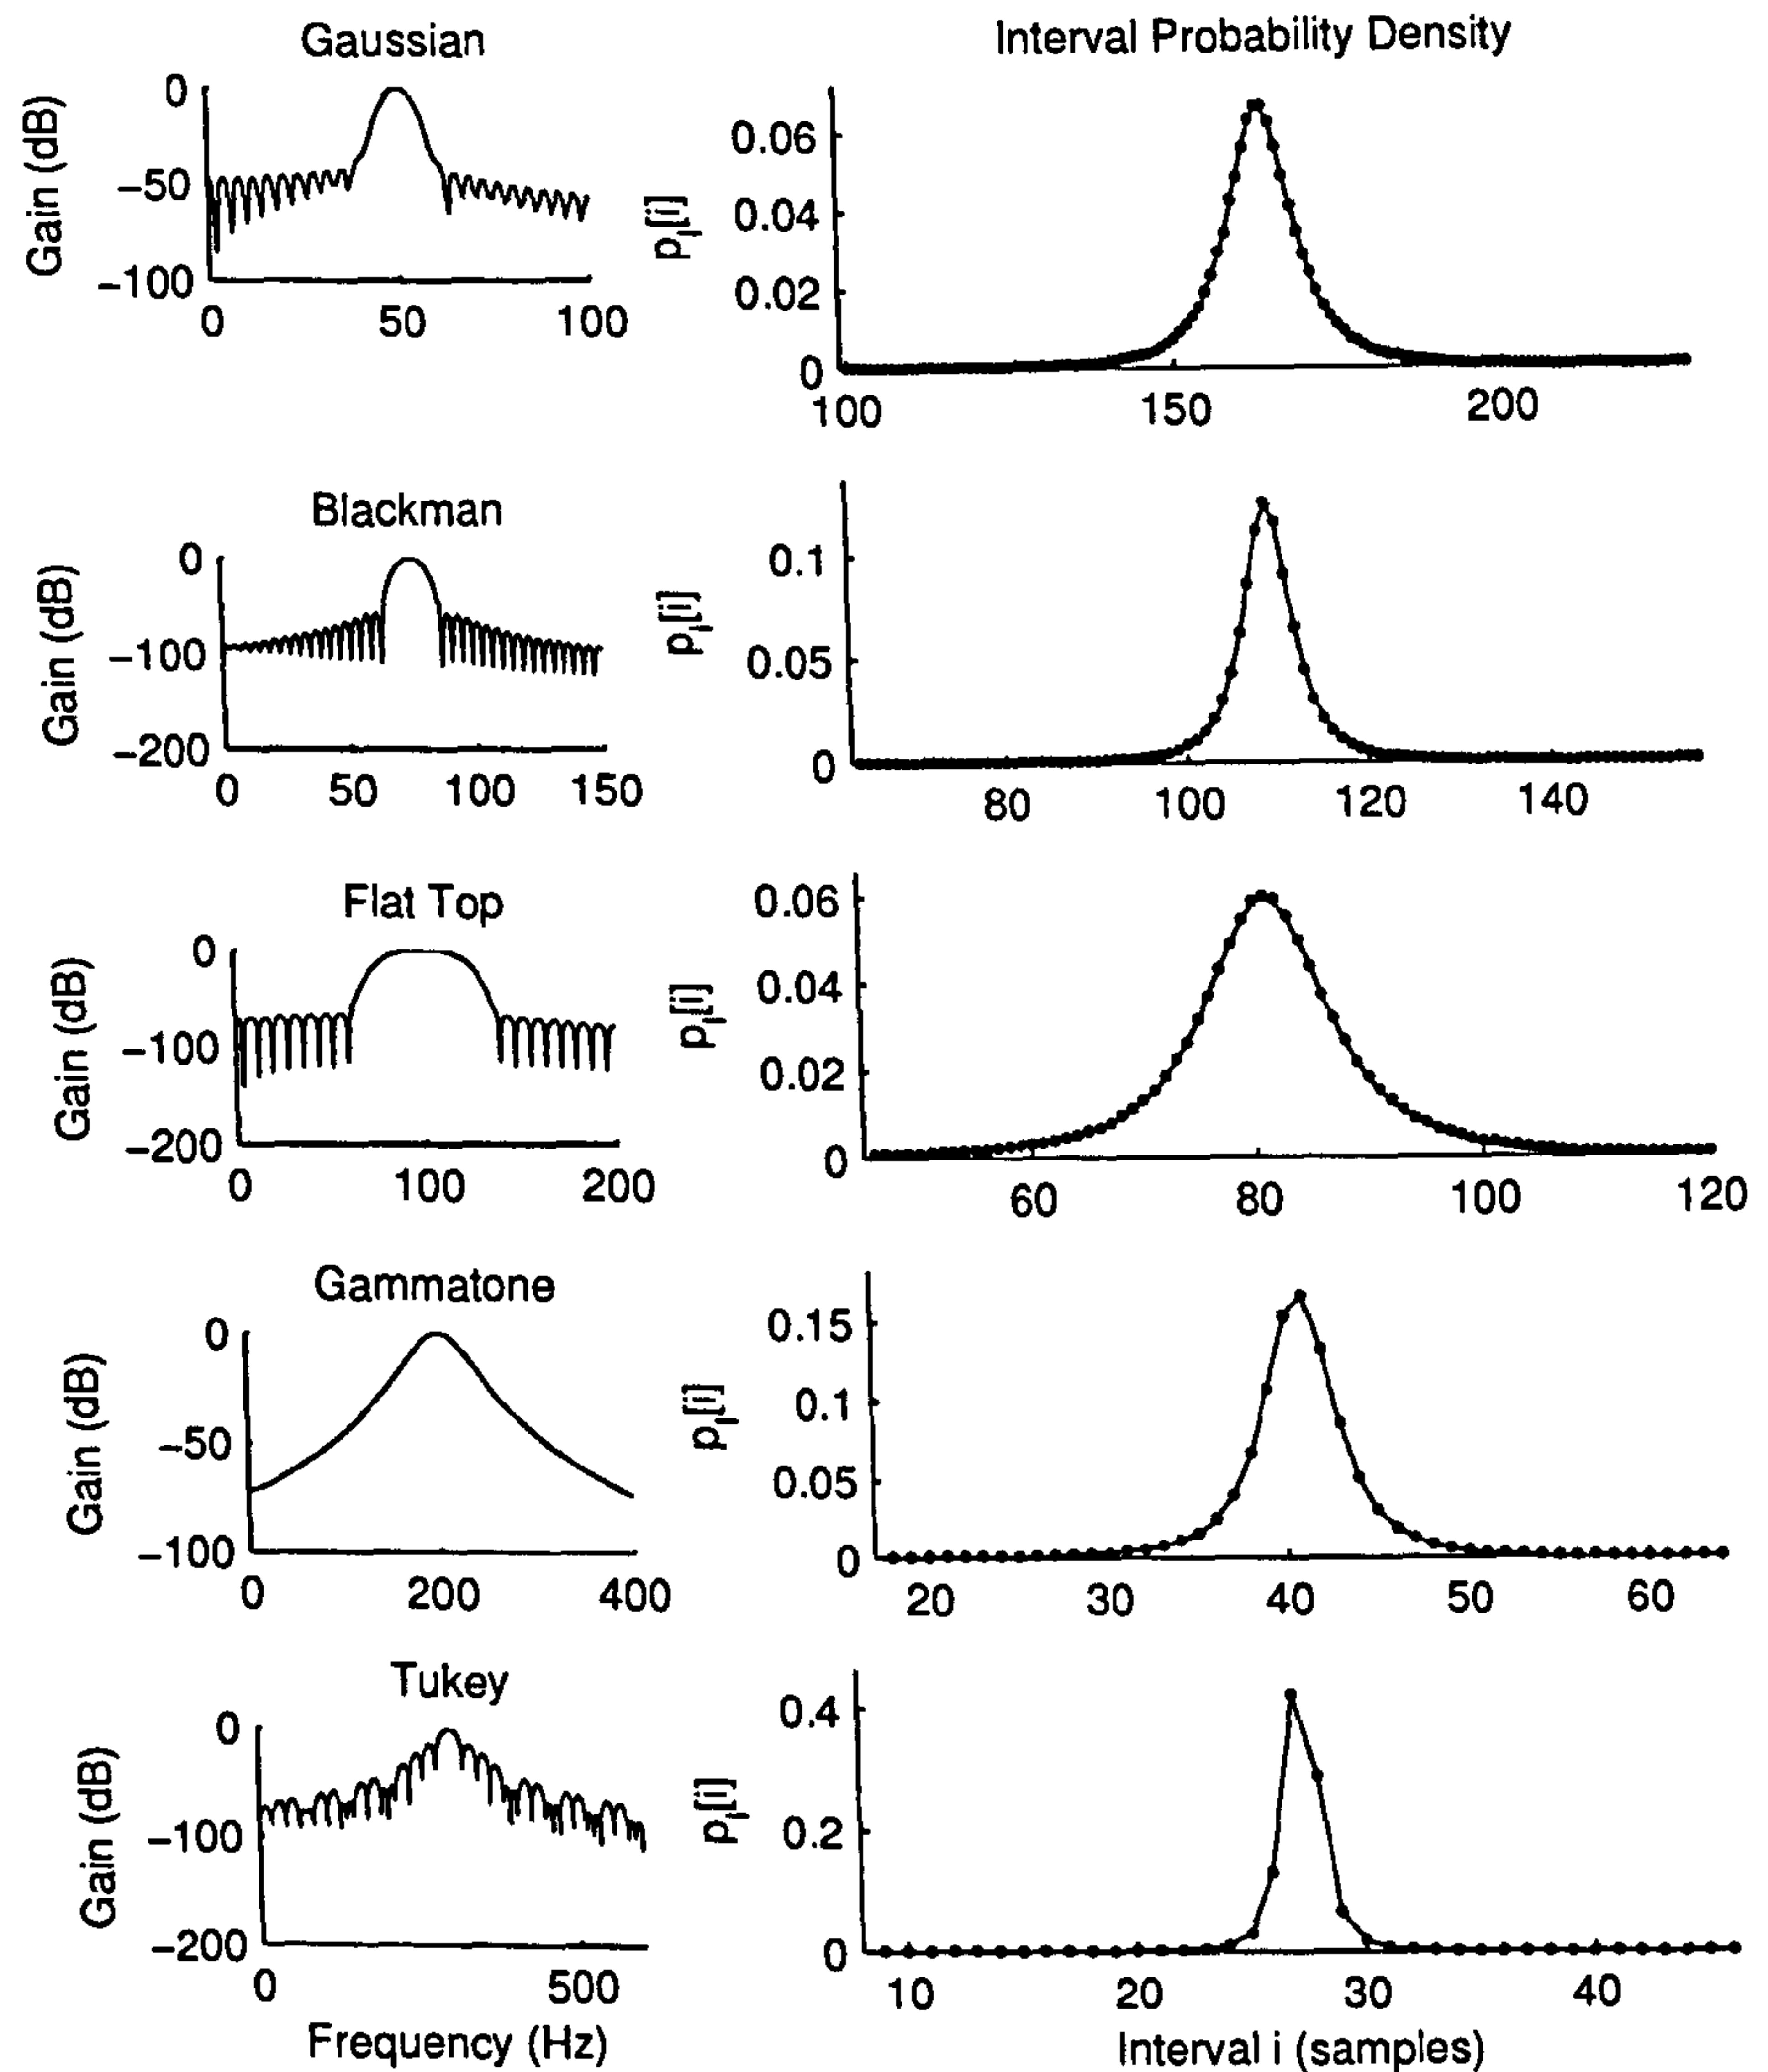 Gaussian
Interval Probability Density
Gain (dB)
0
−50
−100
0 50 100
pI[i]
0.06
0.04
0.02
0
100 150 200
Blackman
Gain (dB)
0
−100
−200
0 50 100 150
pI[i]
0.1
0.05
0
80 100 120 140
Flat Top
Gain (dB)
0
−100
−200
0 100 200
pI[i]
0.06
0.04
0.02
0
60 80 100 120
Gammatone
Gain (dB)
0
−50
−100
0 200 400
pI[i]
0.15
0.1
0.05
0
20 30 40 50 60
Tukey
Gain (dB)
0
−100
−200
0 500
Frequency (Hz)
pI[i]
0.4
0.2
0
10 20 30 40
Interval i (samples)